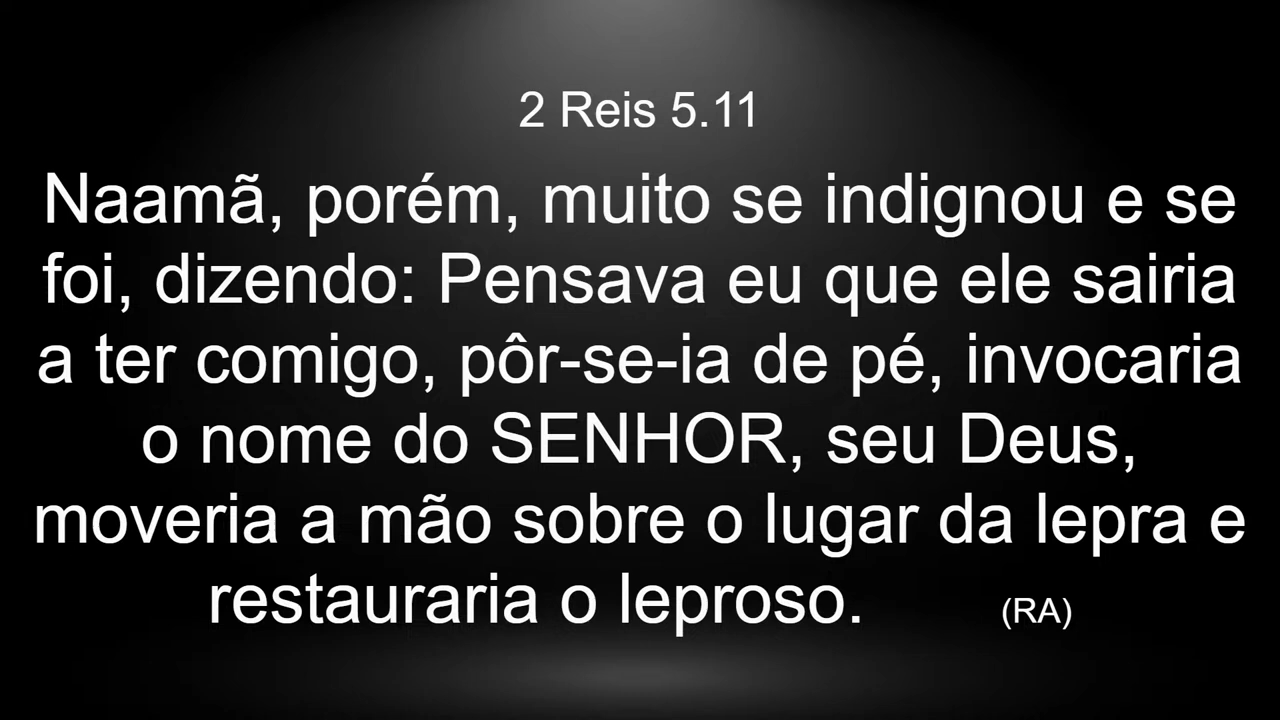 2 Reis 5.11
Naamã, porém, muito se indignou e se
foi, dizendo: Pensava eu que ele sairia
a ter comigo, pôr-se-ia de pé, invocaria
o nome do SENHOR, seu Deus,
moveria a mão sobre o lugar da lepra e
restauraria o leproso. (RA)